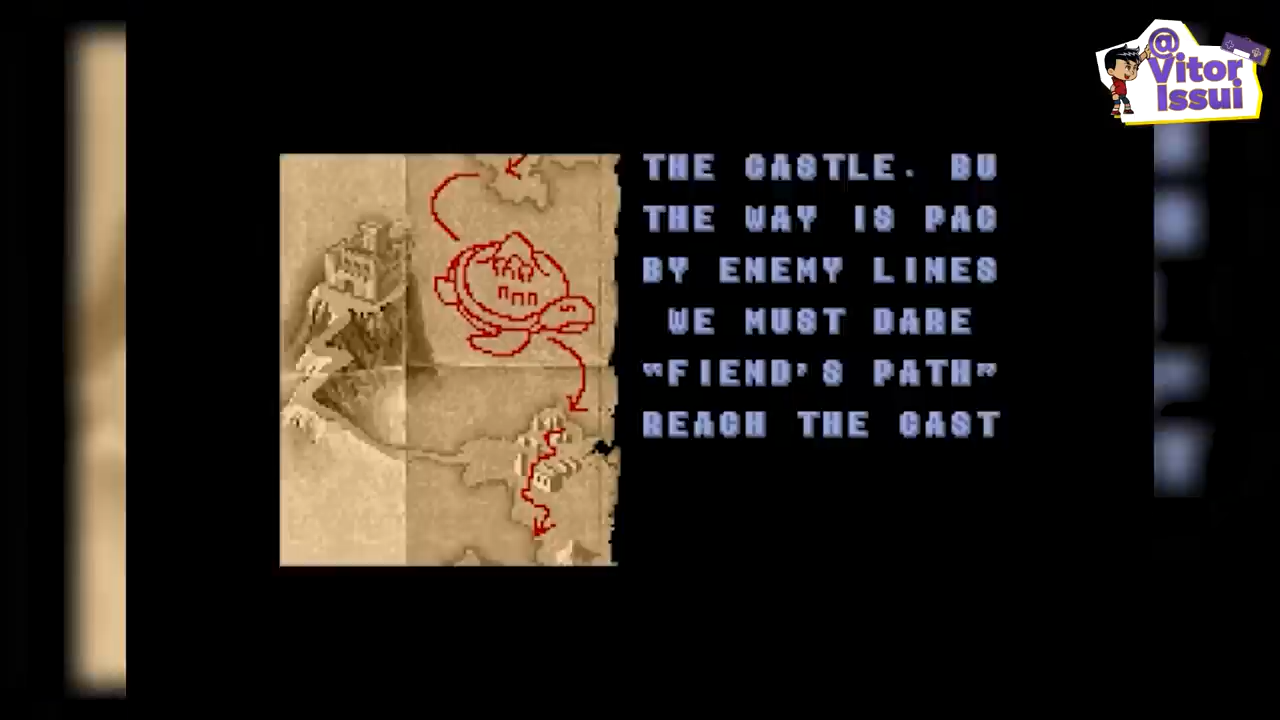 @
Vitor
Issui
THE CASTLE. BU
THE WAY IS PAC
BY ENEMY LINES
WE MUST DARE
"FIEND'S PATH"
REACH THE CAST